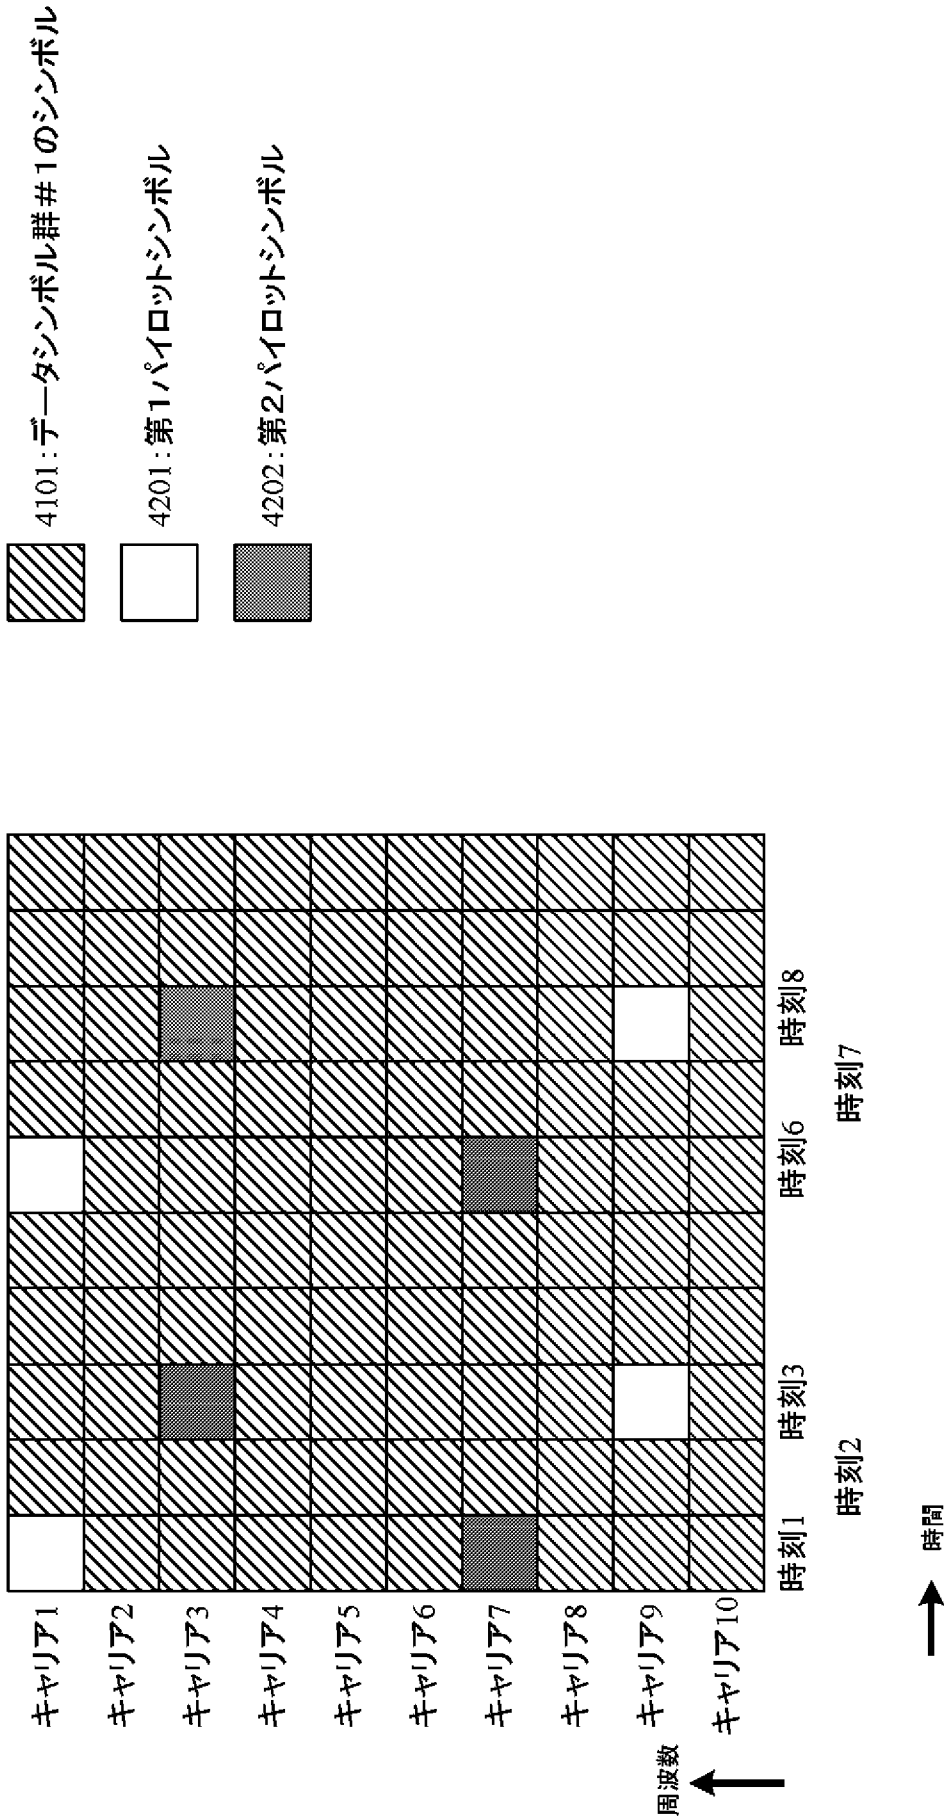 4101：データシンボル群＃１のシンボル
4201：第１パイロットシンボル
4202：第２パイロットシンボル
キャリア1
キャリア2
キャリア3
キャリア4
キャリア5
キャリア6
キャリア7
キャリア8
キャリア9
キャリア10
時刻1
時刻2
時刻3
時刻6
時刻7
時刻8
周波数
時間